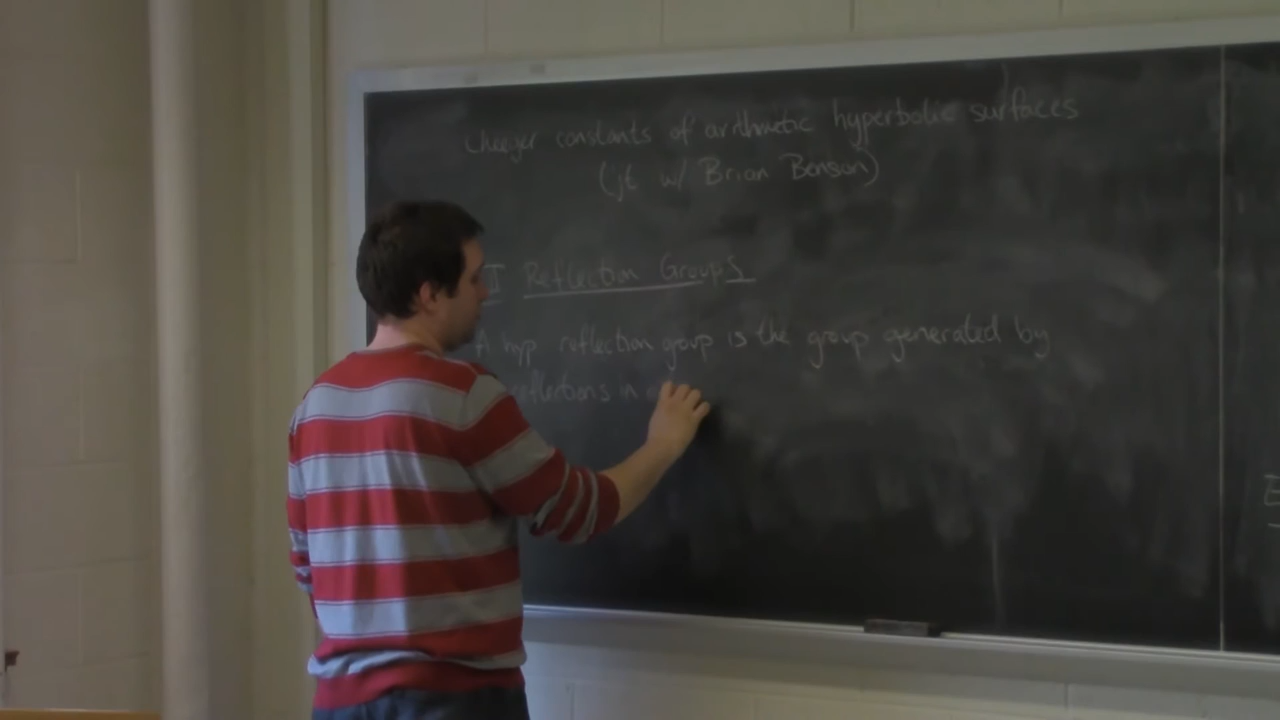 Cheeger constants of arithmetic hyperbolic surfaces
(jt w/ Brian Benson)
II Reflection Groups
A hyp reflection group is the group generated by
reflections in
E